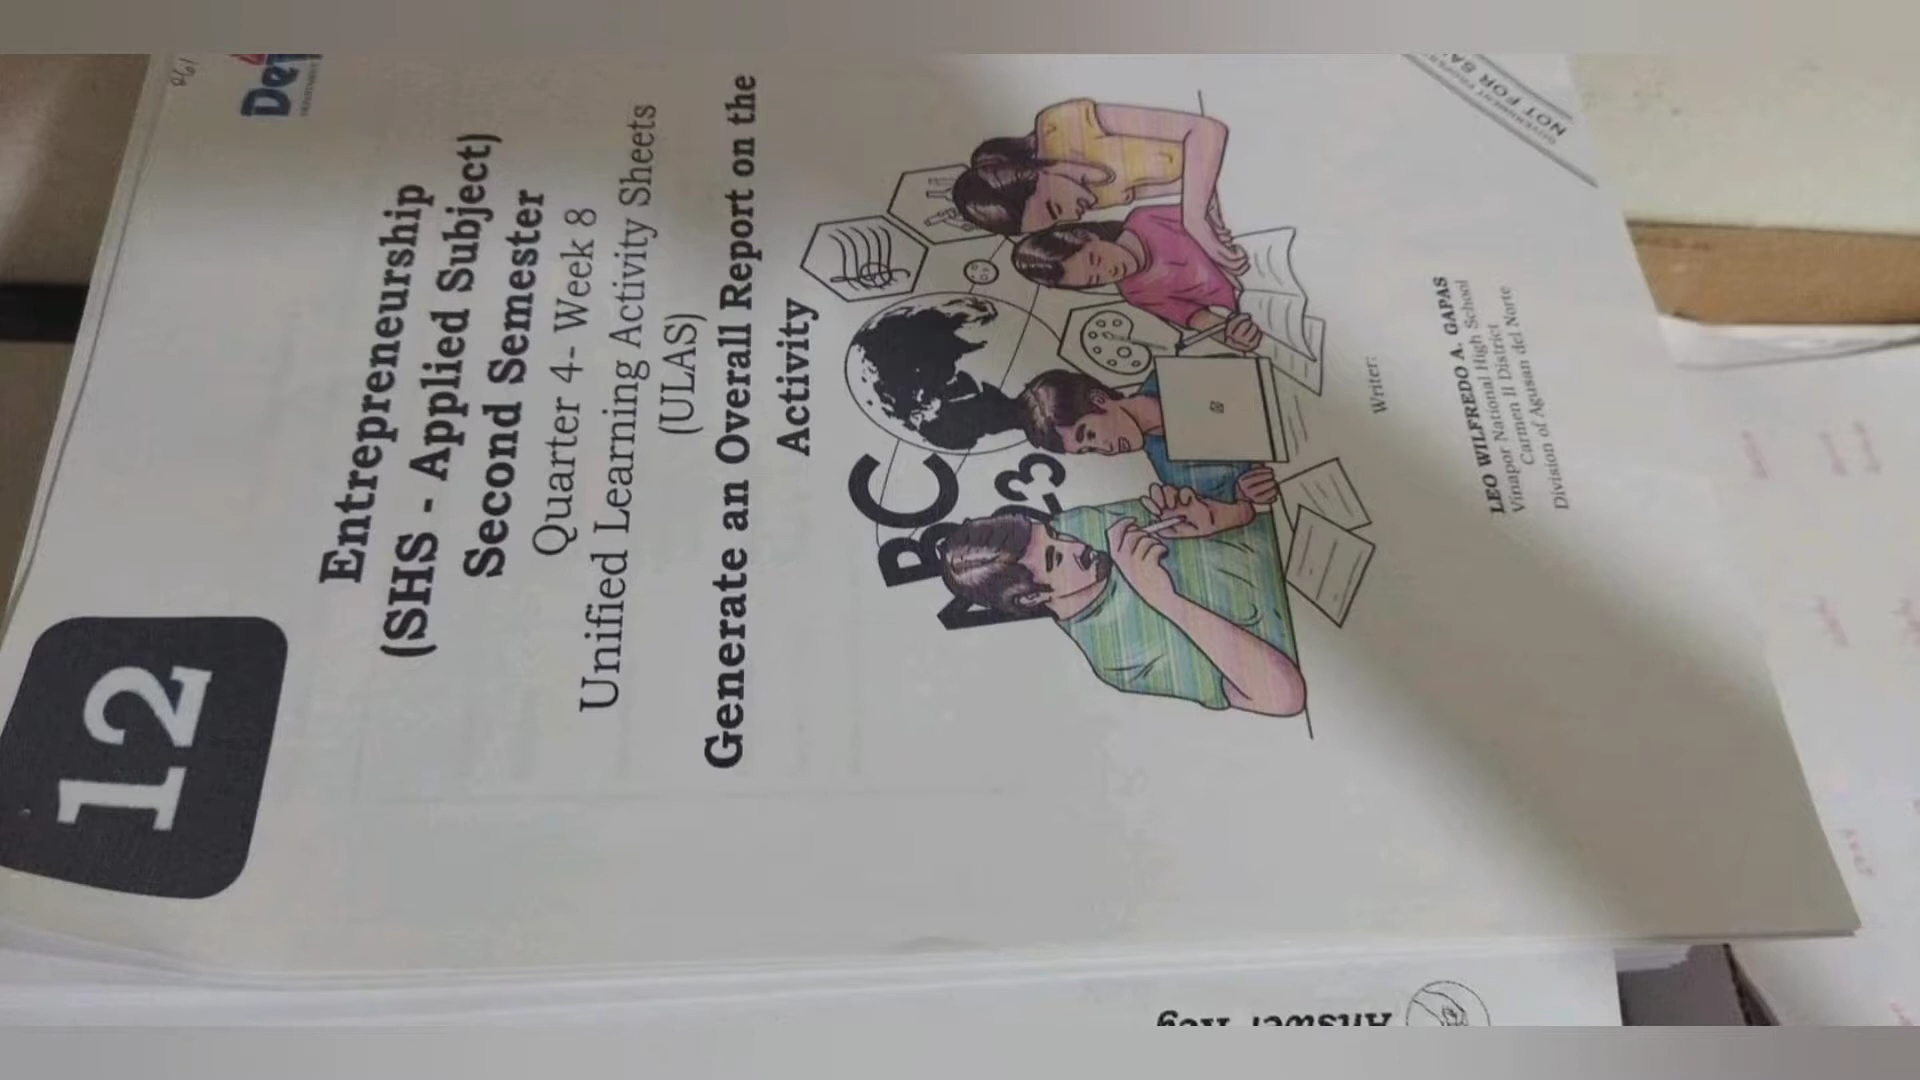 12
Entrepreneurship
(SHS - Applied Subject)
Second Semester
Quarter 4- Week 8
Unified Learning Activity Sheets
(ULAS)
Generate an Overall Report on the
Activity
BC
Writer:
LEO WILFREDO A. GAPAS
Vinapor National High School
Carmen II District
Division of Agusan del Norte
NOT FOR SA
Answer Key